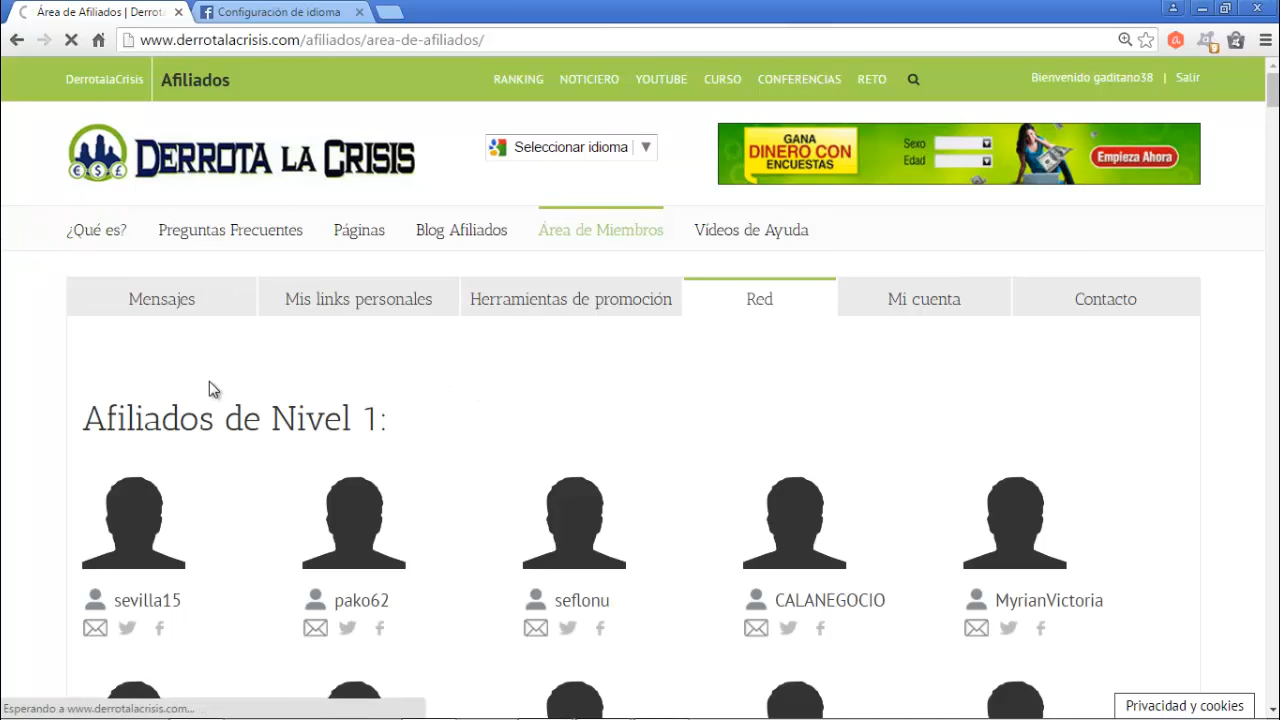 Área de Afiliados | Derrota
Configuración de idioma
www.derrotalacrisis.com/afiliados/area-de-afiliados/
DerrotalaCrisis
Afiliados
RANKING NOTICIERO YOUTUBE CURSO CONFERENCIAS RETO
Bienvenido gaditano38 | Salir
€ $ £
DERROTA LA CRISIS
Seleccionar idioma ▼
GANA
DINERO CON
ENCUESTAS
Sexo
Edad
Empieza Ahora
¿Qué es? Preguntas Frecuentes Páginas Blog Afiliados Área de Miembros Vídeos de Ayuda
Mensajes Mis links personales Herramientas de promoción Red Mi cuenta Contacto
Afiliados de Nivel 1:
sevilla15 pako62 seflonu CALANEGOCIO MyrianVictoria
Esperando a www.derrotalacrisis.com...
Privacidad y cookies